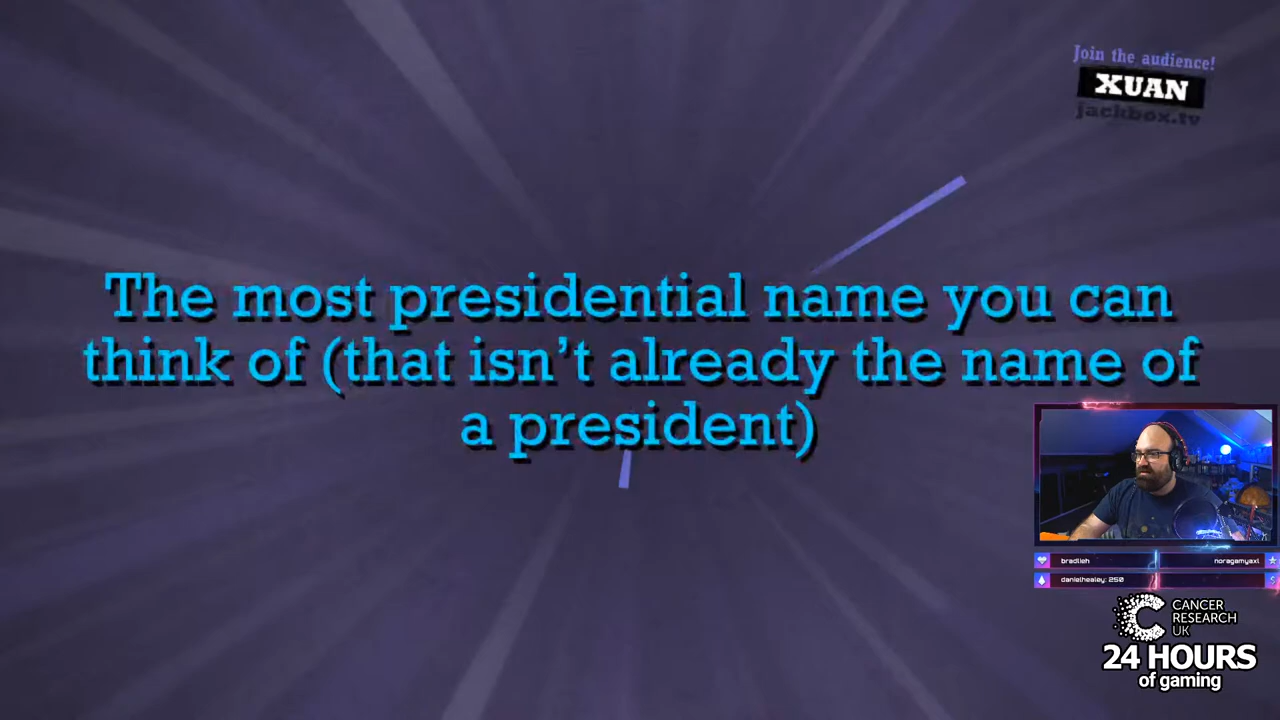 Join the audience!
XUAN
jackbox.tv
The most presidential name you can
think of (that isn't already the name of
a president)
bradlleh
noragamyaxl
danielhealey: 250
CANCER
RESEARCH
UK
24 HOURS
of gaming